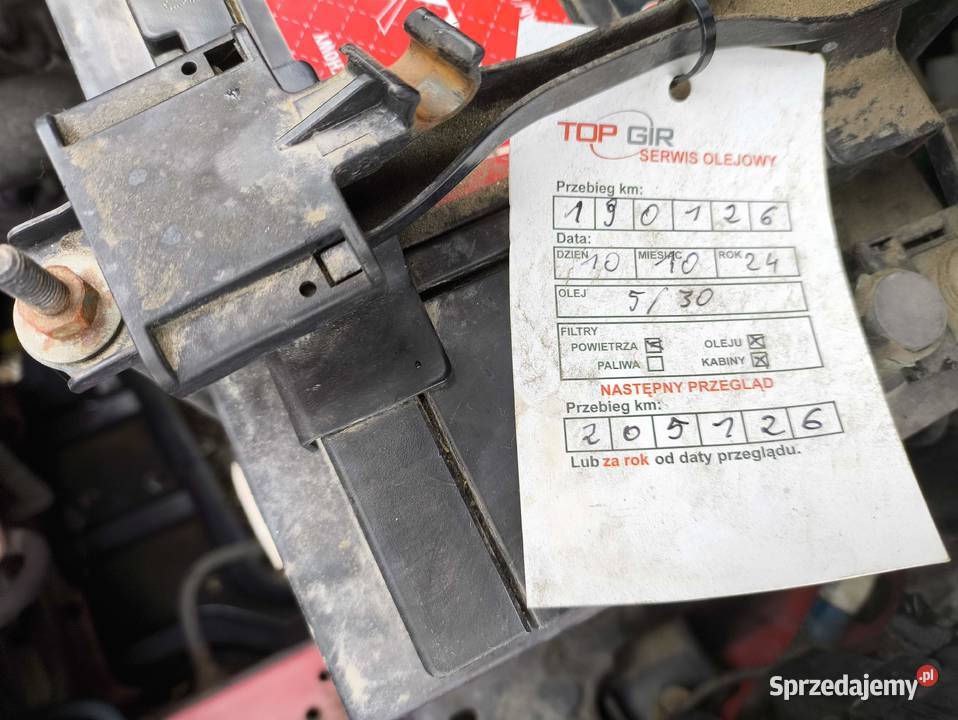 TOP GIR
SERWIS OLEJOWY
Przebieg km:
190126
Data:
DZIEŃ 10 MIESIĄC 10 ROK 24
OLEJ 5/30
FILTRY
POWIETRZA OLEJU
PALIWA KABINY
NASTĘPNY PRZEGLĄD
Przebieg km:
205126
Lub za rok od daty przeglądu.
Sprzedajemy.pl